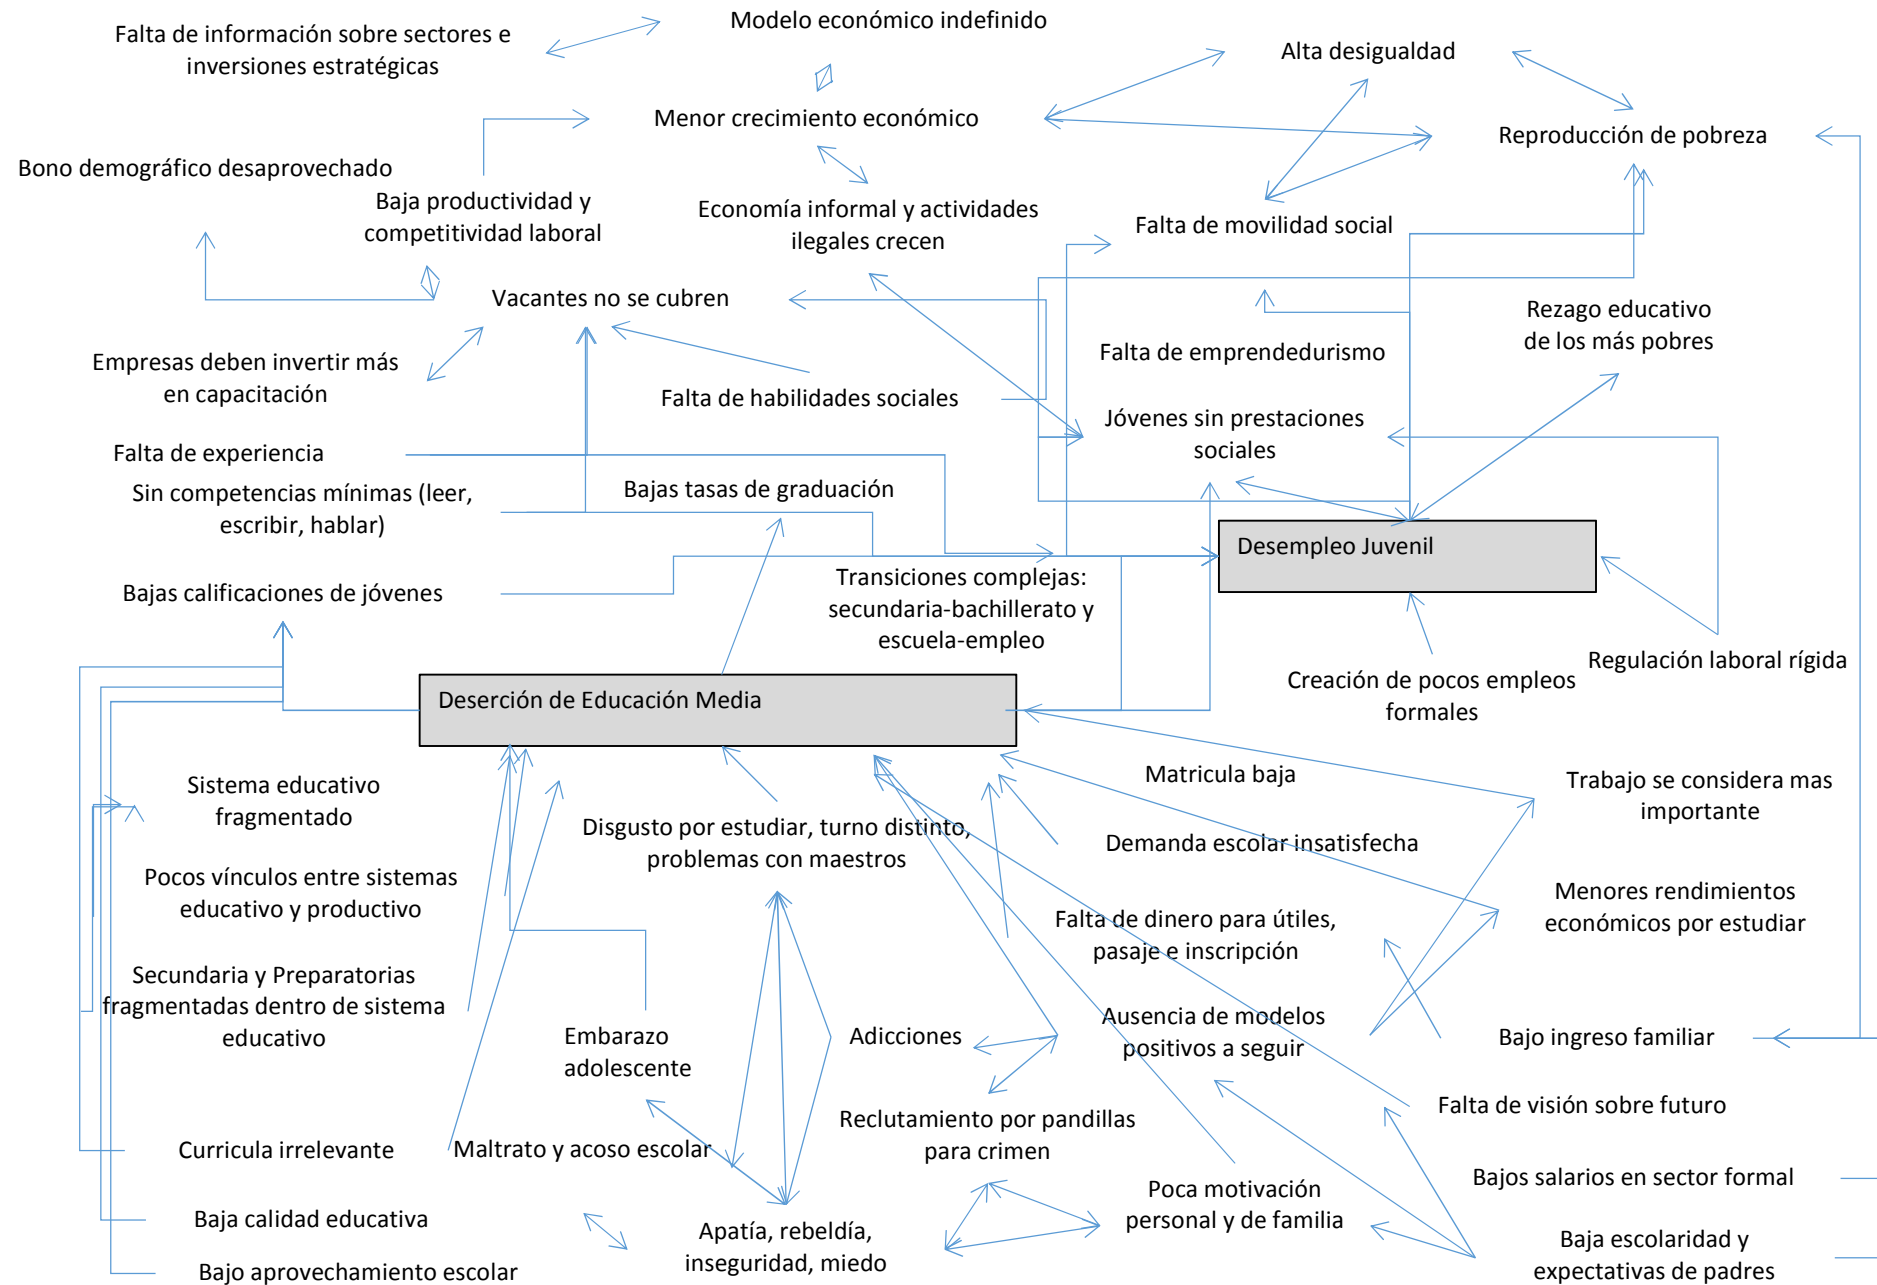 Modelo económico indefinido
Falta de información sobre sectores e
inversiones estratégicas
Alta desigualdad
Menor crecimiento económico
Reproducción de pobreza
Bono demográfico desaprovechado
Baja productividad y
competitividad laboral
Economía informal y actividades
ilegales crecen
Falta de movilidad social
Vacantes no se cubren
Rezago educativo
de los más pobres
Empresas deben invertir más
en capacitación
Falta de emprendedurismo
Falta de habilidades sociales
Jóvenes sin prestaciones
sociales
Falta de experiencia
Sin competencias mínimas (leer,
escribir, hablar)
Bajas tasas de graduación
Desempleo Juvenil
Bajas calificaciones de jóvenes
Transiciones complejas:
secundaria-bachillerato y
escuela-empleo
Regulación laboral rígida
Creación de pocos empleos
formales
Deserción de Educación Media
Sistema educativo
fragmentado
Matricula baja
Trabajo se considera mas
importante
Disgusto por estudiar, turno distinto,
problemas con maestros
Demanda escolar insatisfecha
Pocos vínculos entre sistemas
educativo y productivo
Menores rendimientos
económicos por estudiar
Falta de dinero para útiles,
pasaje e inscripción
Secundaria y Preparatorias
fragmentadas dentro de sistema
educativo
Embarazo
adolescente
Adicciones
Ausencia de modelos
positivos a seguir
Bajo ingreso familiar
Reclutamiento por pandillas
para crimen
Falta de visión sobre futuro
Curricula irrelevante
Maltrato y acoso escolar
Bajos salarios en sector formal
Poca motivación
personal y de familia
Baja calidad educativa
Apatía, rebeldía,
inseguridad, miedo
Baja escolaridad y
expectativas de padres
Bajo aprovechamiento escolar